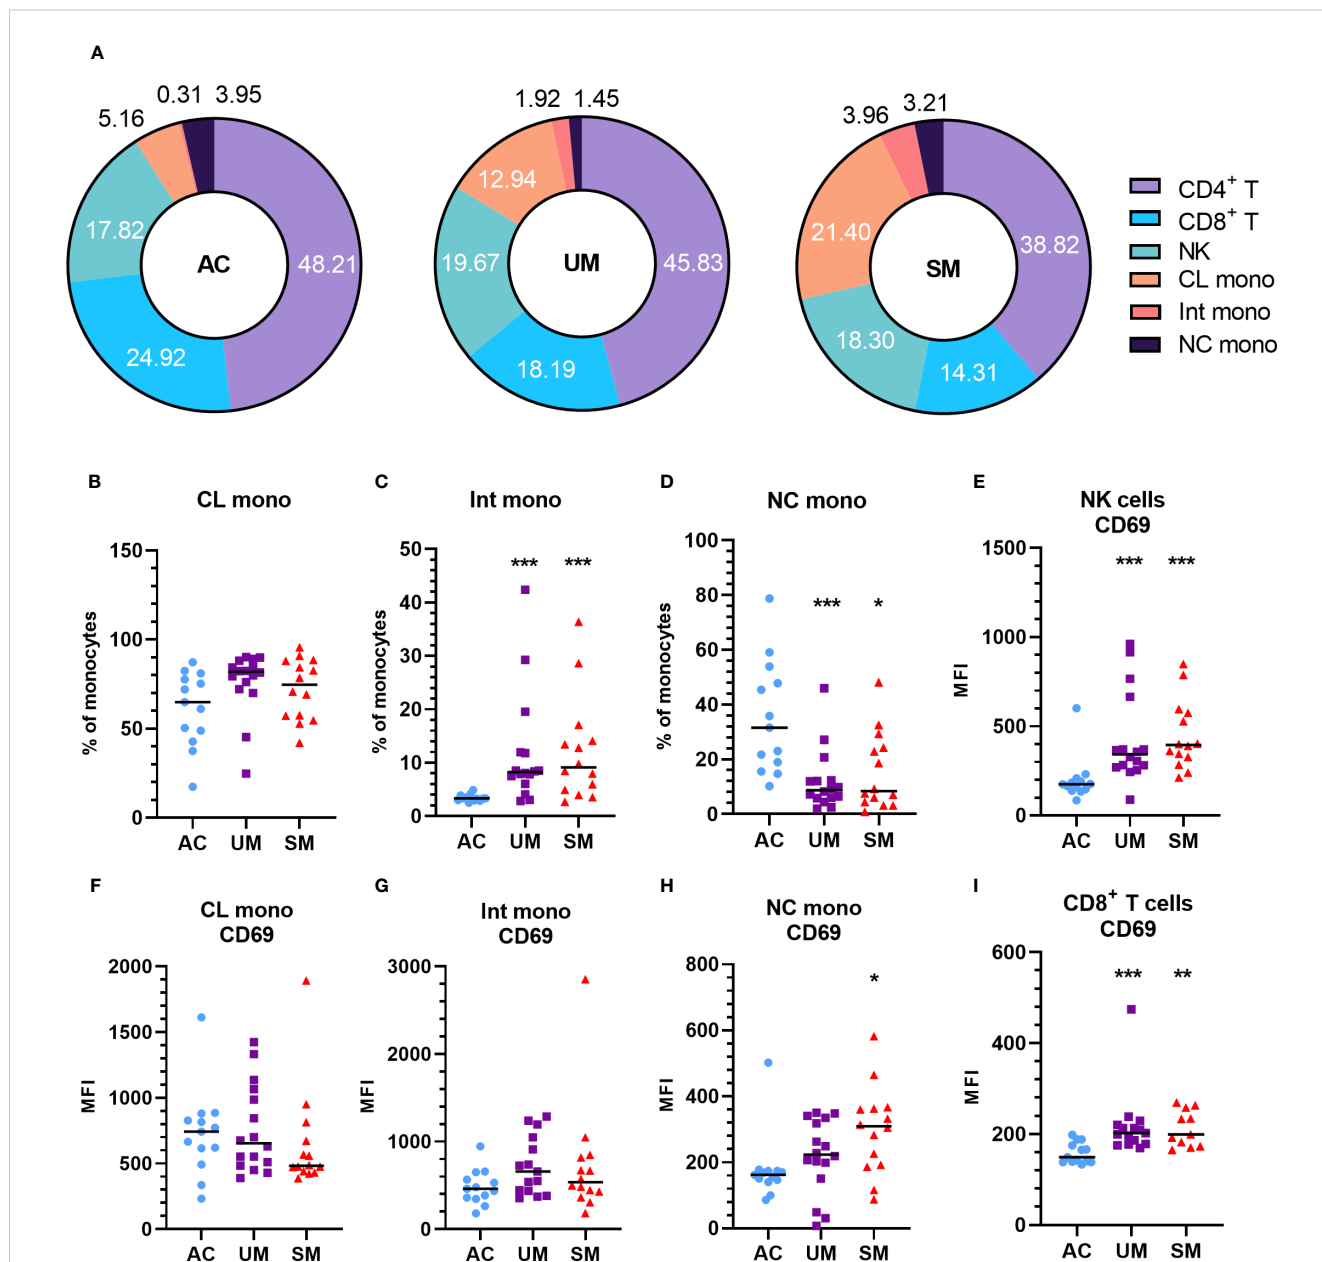 A
0.31 3.95
5.16
17.82
24.92
48.21
AC
1.92 1.45
12.94
19.67
18.19
45.83
UM
3.96 3.21
21.40
18.30
14.31
38.82
SM
CD4+ T
CD8+ T
NK
CL mono
Int mono
NC mono
B
CL mono
% of monocytes
150
100
50
0
AC UM SM
C
Int mono
% of monocytes
50
40
30
20
10
0
*** ***
AC UM SM
D
NC mono
% of monocytes
100
80
60
40
20
0
*** *
AC UM SM
E
NK cells
CD69
MFI
1500
1000
500
0
*** ***
AC UM SM
F
CL mono
CD69
MFI
2000
1500
1000
500
0
AC UM SM
G
Int mono
CD69
MFI
3000
2000
1000
0
AC UM SM
H
NC mono
CD69
MFI
800
600
400
200
0
*
AC UM SM
I
CD8+ T cells
CD69
MFI
600
400
200
0
*** **
AC UM SM